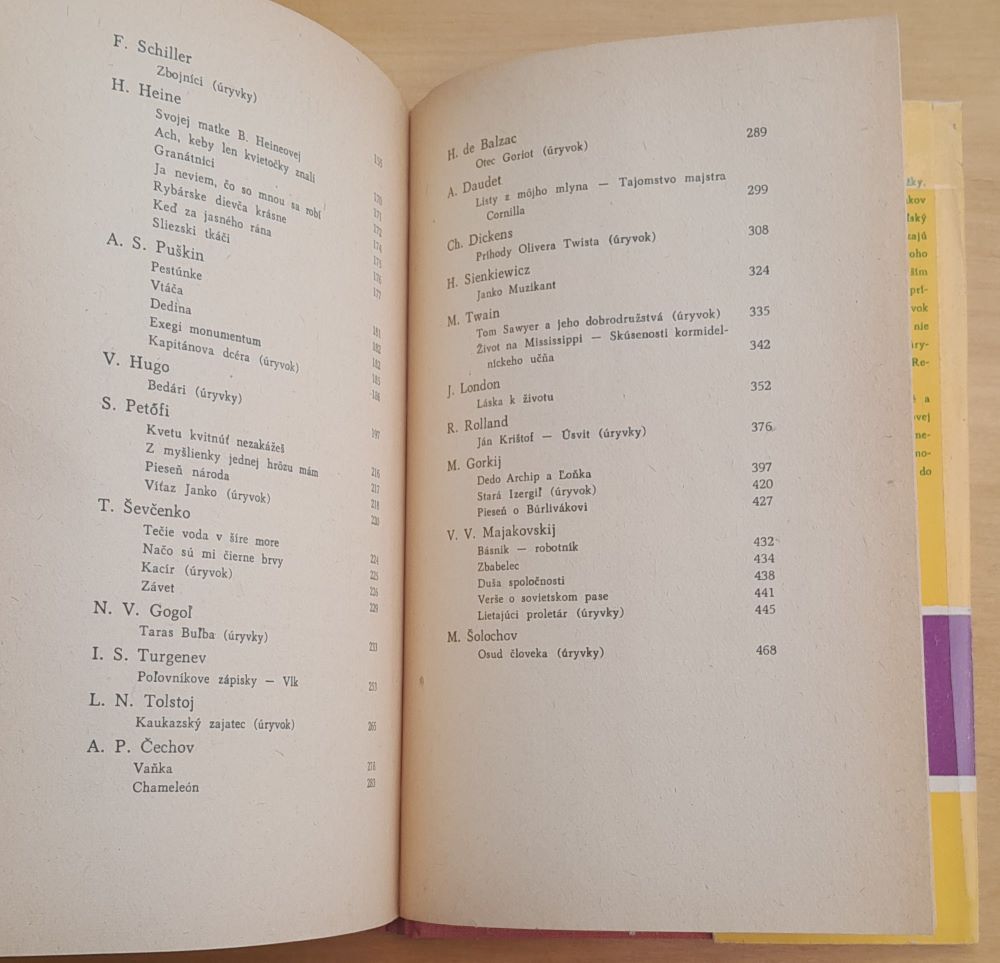 F. Schiller
Zbojníci (úryvky)
H. Heine
Svojej matke B. Heineovej
Ach, keby len kvietočky znali
Granátnici
Ja neviem, čo so mnou sa robí
Rybárske dievča krásne
Keď za jasného rána
Sliezski tkáči
A. S. Puškin
Pestúnke
Vtáča
Dedina
Exegi monumentum
Kapitánova dcéra (úryvok)
V. Hugo
Bedári (úryvky)
S. Petőfi
Kvetu kvitnúť nezakážeš
Z myšlienky jednej hrôzu mám
Pieseň národa
Víťaz Janko (úryvok)
T. Ševčenko
Tečie voda v šíre more
Načo sú mi čierne brvy
Kacír (úryvok)
Závet
N. V. Gogoľ
Taras Buľba (úryvky)
I. S. Turgenev
Poľovníkove zápisky — Vlk
L. N. Tolstoj
Kaukazský zajatec (úryvok) 265
A. P. Čechov
Vaňka 278
Chameleón 283
H. de Balzac
Otec Goriot (úryvok) 289
A. Daudet
Listy z môjho mlyna — Tajomstvo majstra
Cornilla 299
Ch. Dickens
Príhody Olivera Twista (úryvok) 308
H. Sienkiewicz
Janko Muzikant 324
M. Twain
Tom Sawyer a jeho dobrodružstvá (úryvok) 335
Život na Mississippi — Skúsenosti kormidel-
níckeho učňa 342
J. London
Láska k životu 352
R. Rolland
Ján Krištof — Úsvit (úryvky) 376
M. Gorkij
Dedo Archip a Ľoňka 397
Stará Izergiľ (úryvok) 420
Pieseň o Búrlivákovi 427
V. V. Majakovskij
Básnik — robotník 432
Zbabelec 434
Duša spoločnosti 438
Verše o sovietskom pase 441
Lietajúci proletár (úryvky) 445
M. Šolochov
Osud človeka (úryvky) 468